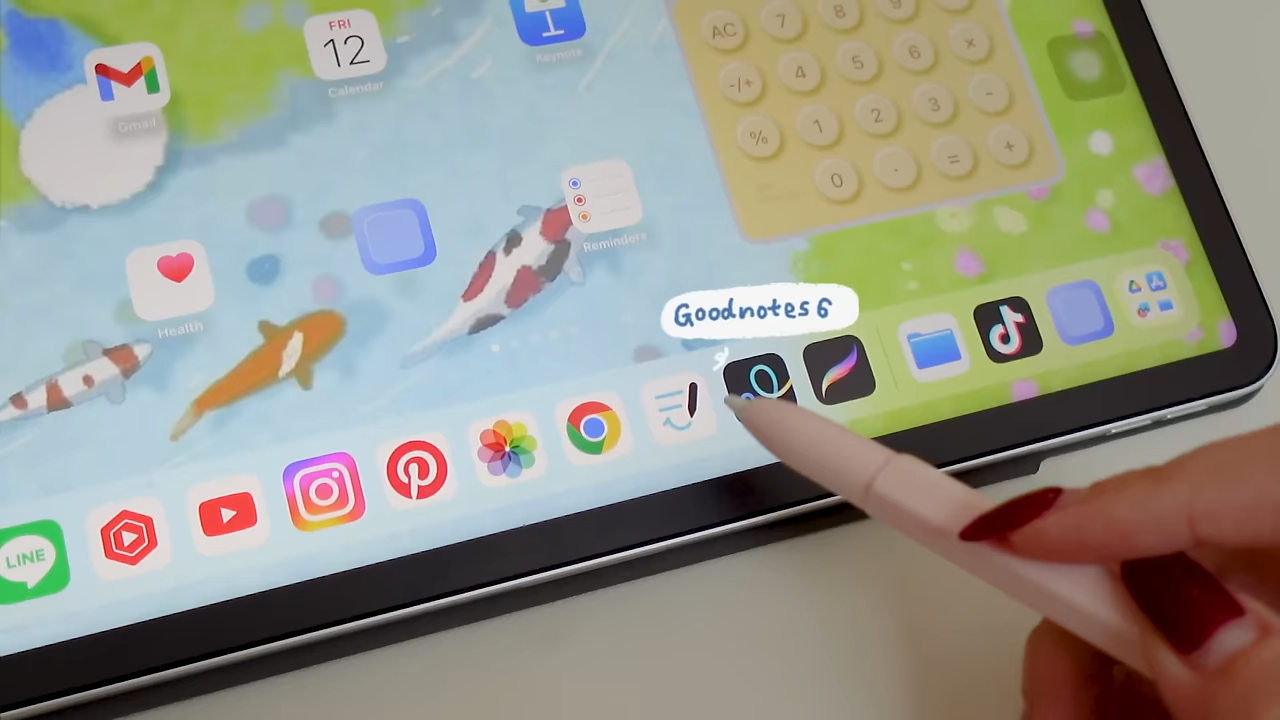 FRI
12
Calendar
Keynote
Gmail
AC
7
8
9
-/+
4
5
6
×
%
1
2
3
-
0
.
=
+
Reminders
Health
Goodnotes 6
LINE